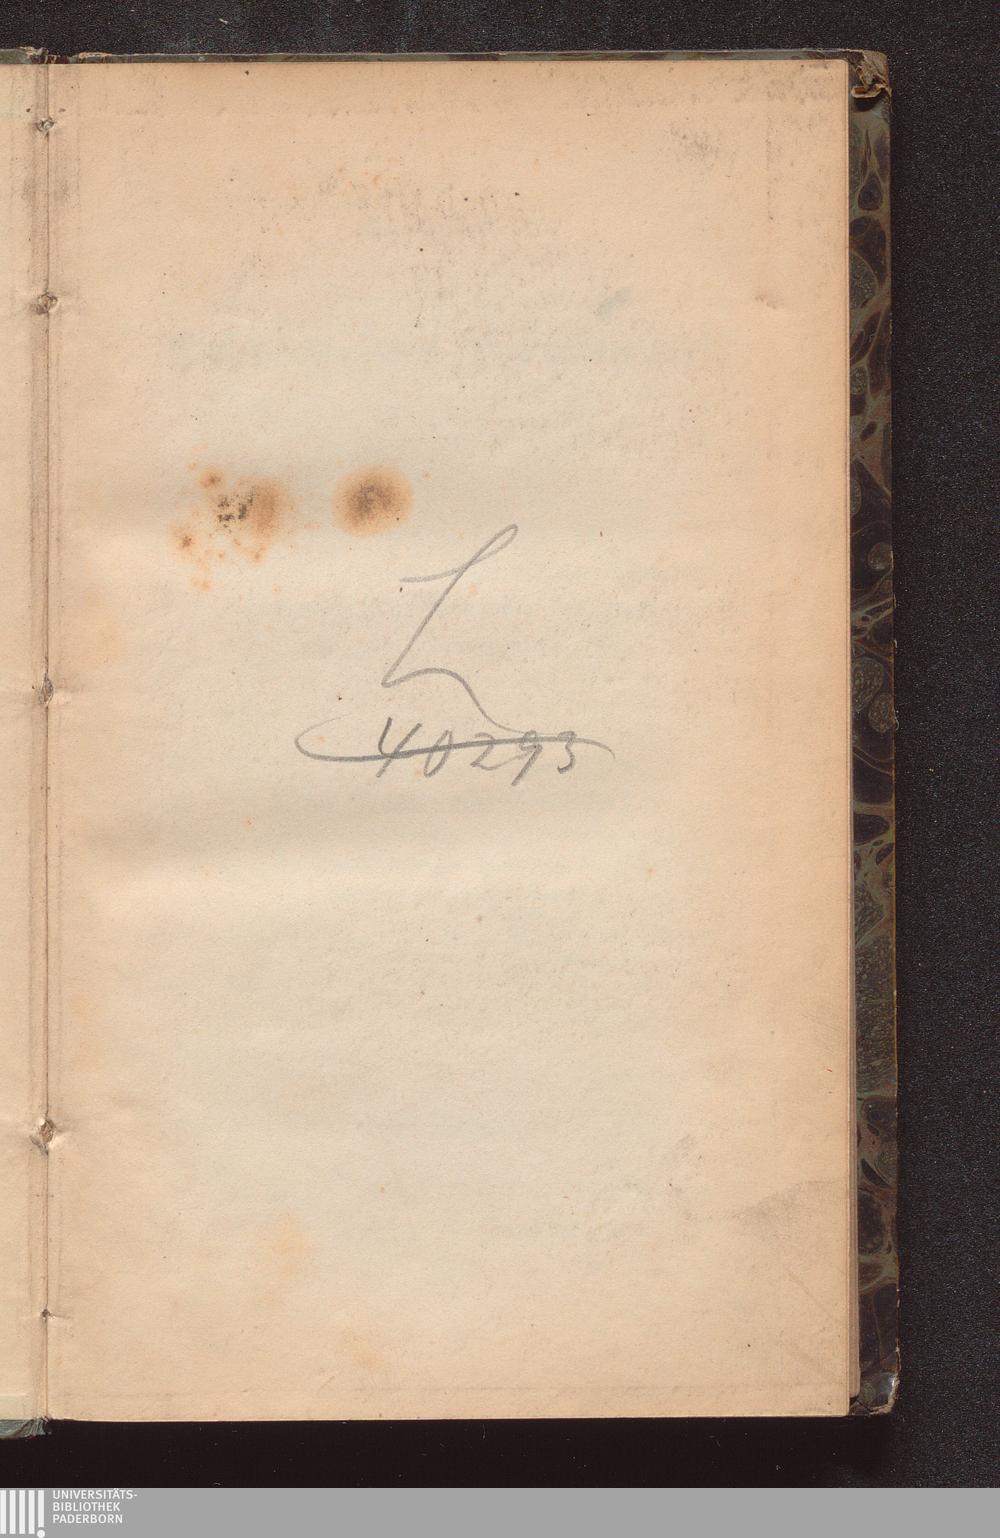 L
40293
UNIVERSITÄTS-
BIBLIOTHEK
PADERBORN